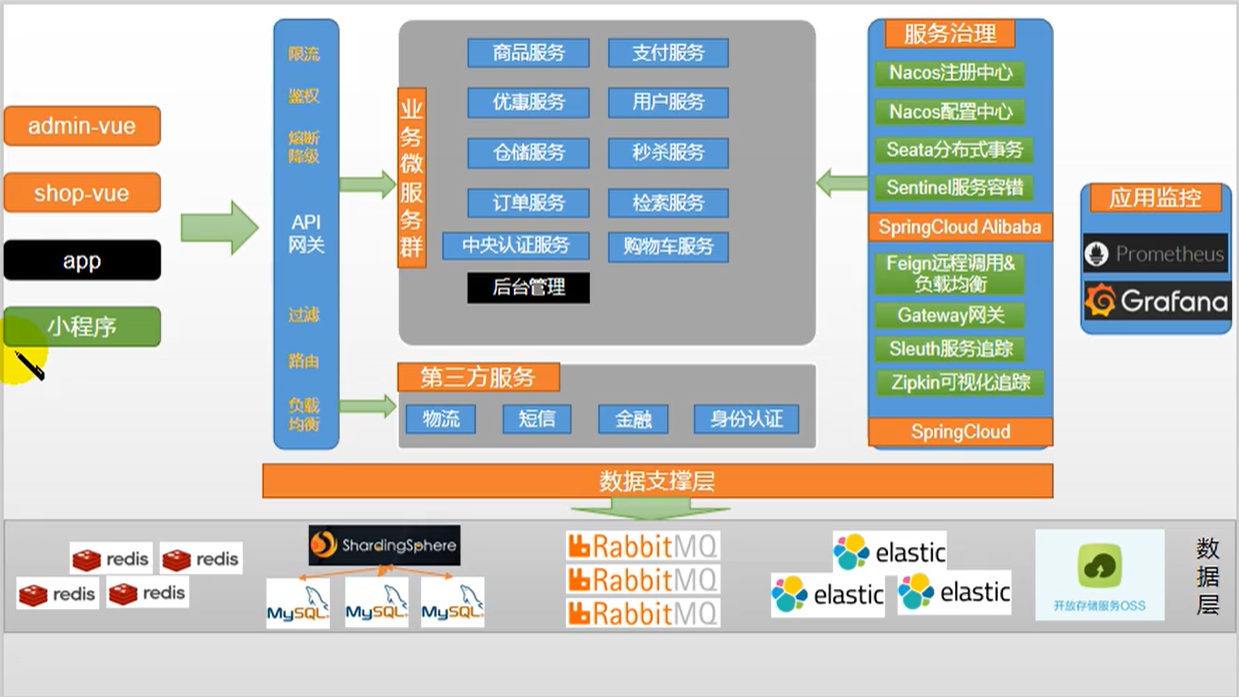 admin-vue
shop-vue
app
小程序
限流
鉴权
熔断
降级
API
网关
过滤
路由
负载
均衡
业务微服务群
商品服务
支付服务
优惠服务
用户服务
仓储服务
秒杀服务
订单服务
检索服务
中央认证服务
购物车服务
后台管理
第三方服务
物流
短信
金融
身份认证
服务治理
Nacos注册中心
Nacos配置中心
Seata分布式事务
Sentinel服务容错
SpringCloud Alibaba
Feign远程调用&
负载均衡
Gateway网关
Sleuth服务追踪
Zipkin可视化追踪
SpringCloud
应用监控
Prometheus
Grafana
数据支撑层
redis
redis
redis
redis
ShardingSphere
MySQL
MySQL
MySQL
RabbitMQ
RabbitMQ
RabbitMQ
elastic
elastic
elastic
开放存储服务OSS
数据层